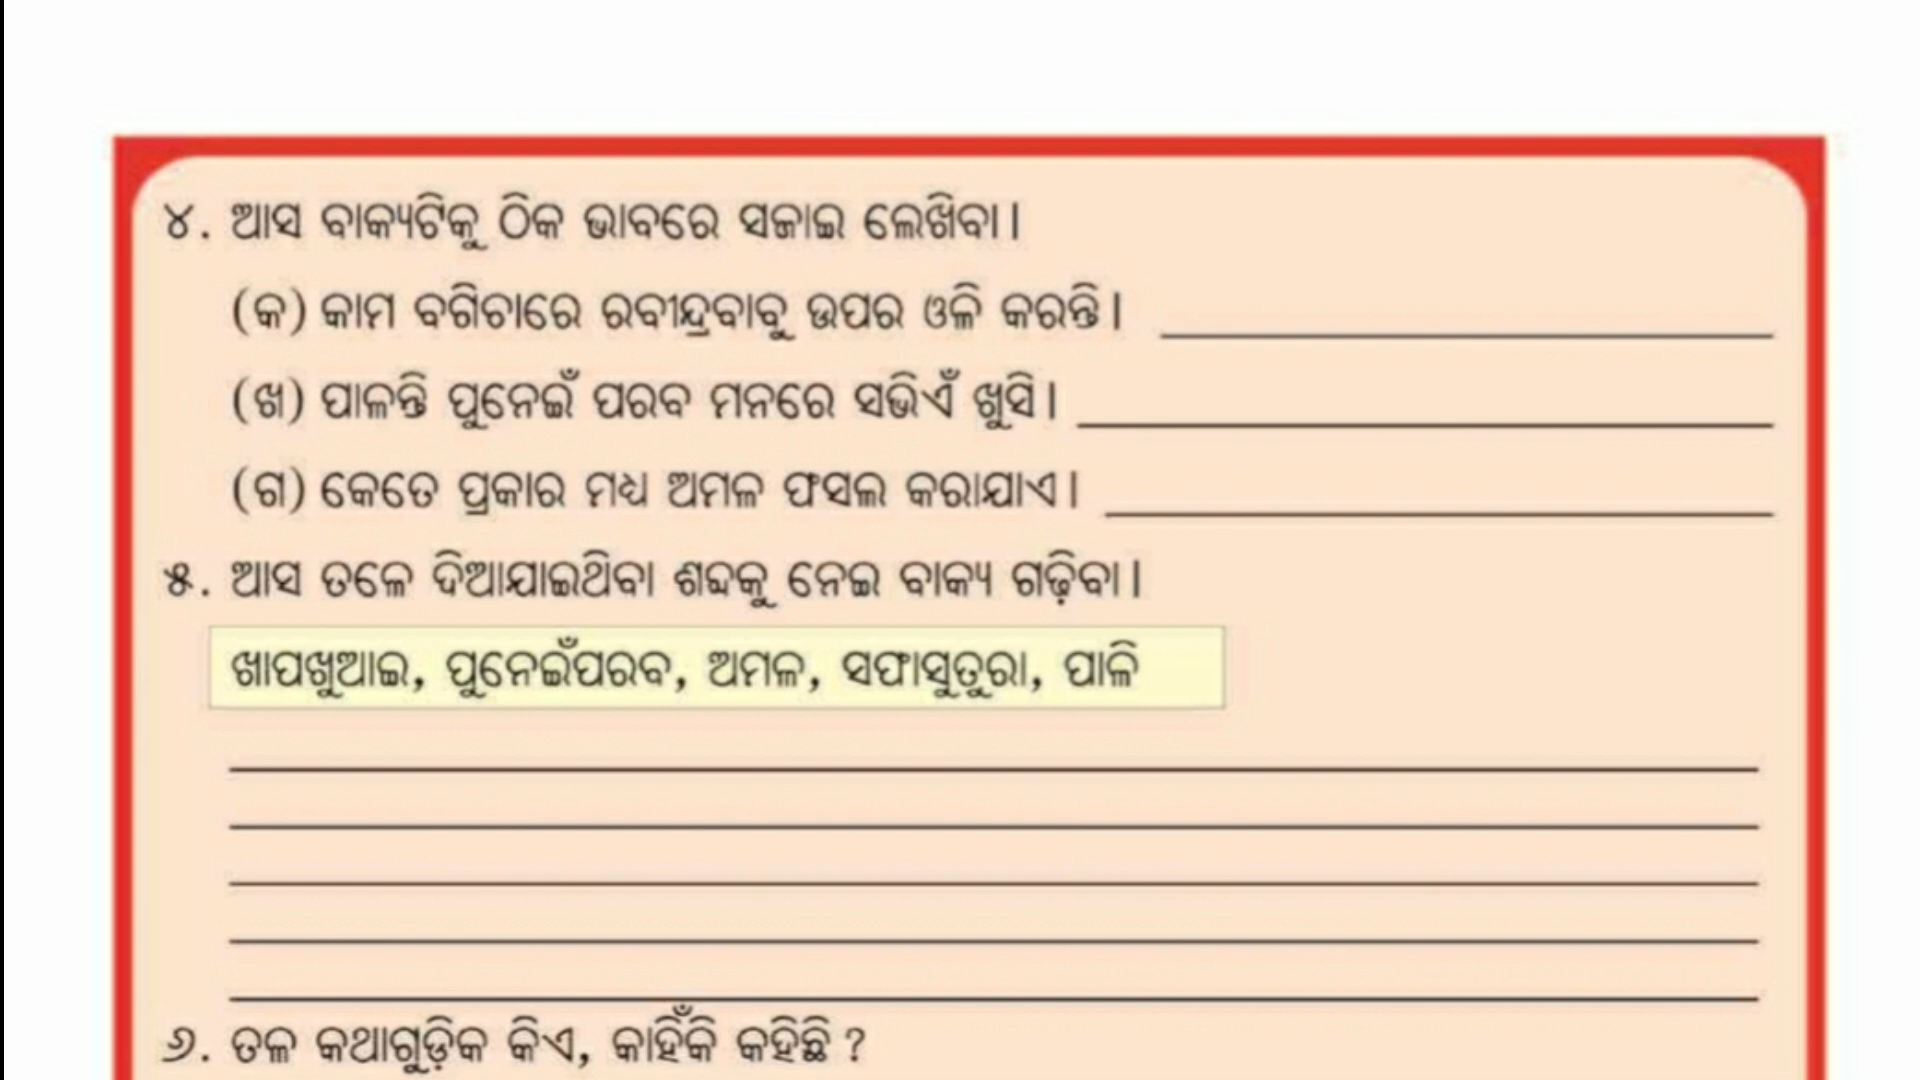 ୪. ଆସ ବାକ୍ୟଟିକୁ ଠିକ ଭାବରେ ସଜାଇ ଲେଖିବା।
(କ) କାମ ବଗିଚାରେ ରବୀନ୍ଦ୍ରବାବୁ ଉପର ଓଳି କରନ୍ତି।
(ଖ) ପାଳନ୍ତି ପୁନେଇଁ ପରବ ମନରେ ସଭିଏଁ ଖୁସି।
(ଗ) କେତେ ପ୍ରକାର ମଧ୍ୟ ଅମଳ ଫସଲ କରାଯାଏ।
୫. ଆସ ତଳେ ଦିଆଯାଇଥିବା ଶବ୍ଦକୁ ନେଇ ବାକ୍ୟ ଗଢ଼ିବା।
ଖାପଖୁଆଇ, ପୁନେଇଁପରବ, ଅମଳ, ସଫାସୁତୁରା, ପାଳି
୬. ତଳ କଥାଗୁଡ଼ିକ କିଏ, କାହିଁକି କହିଛି ?